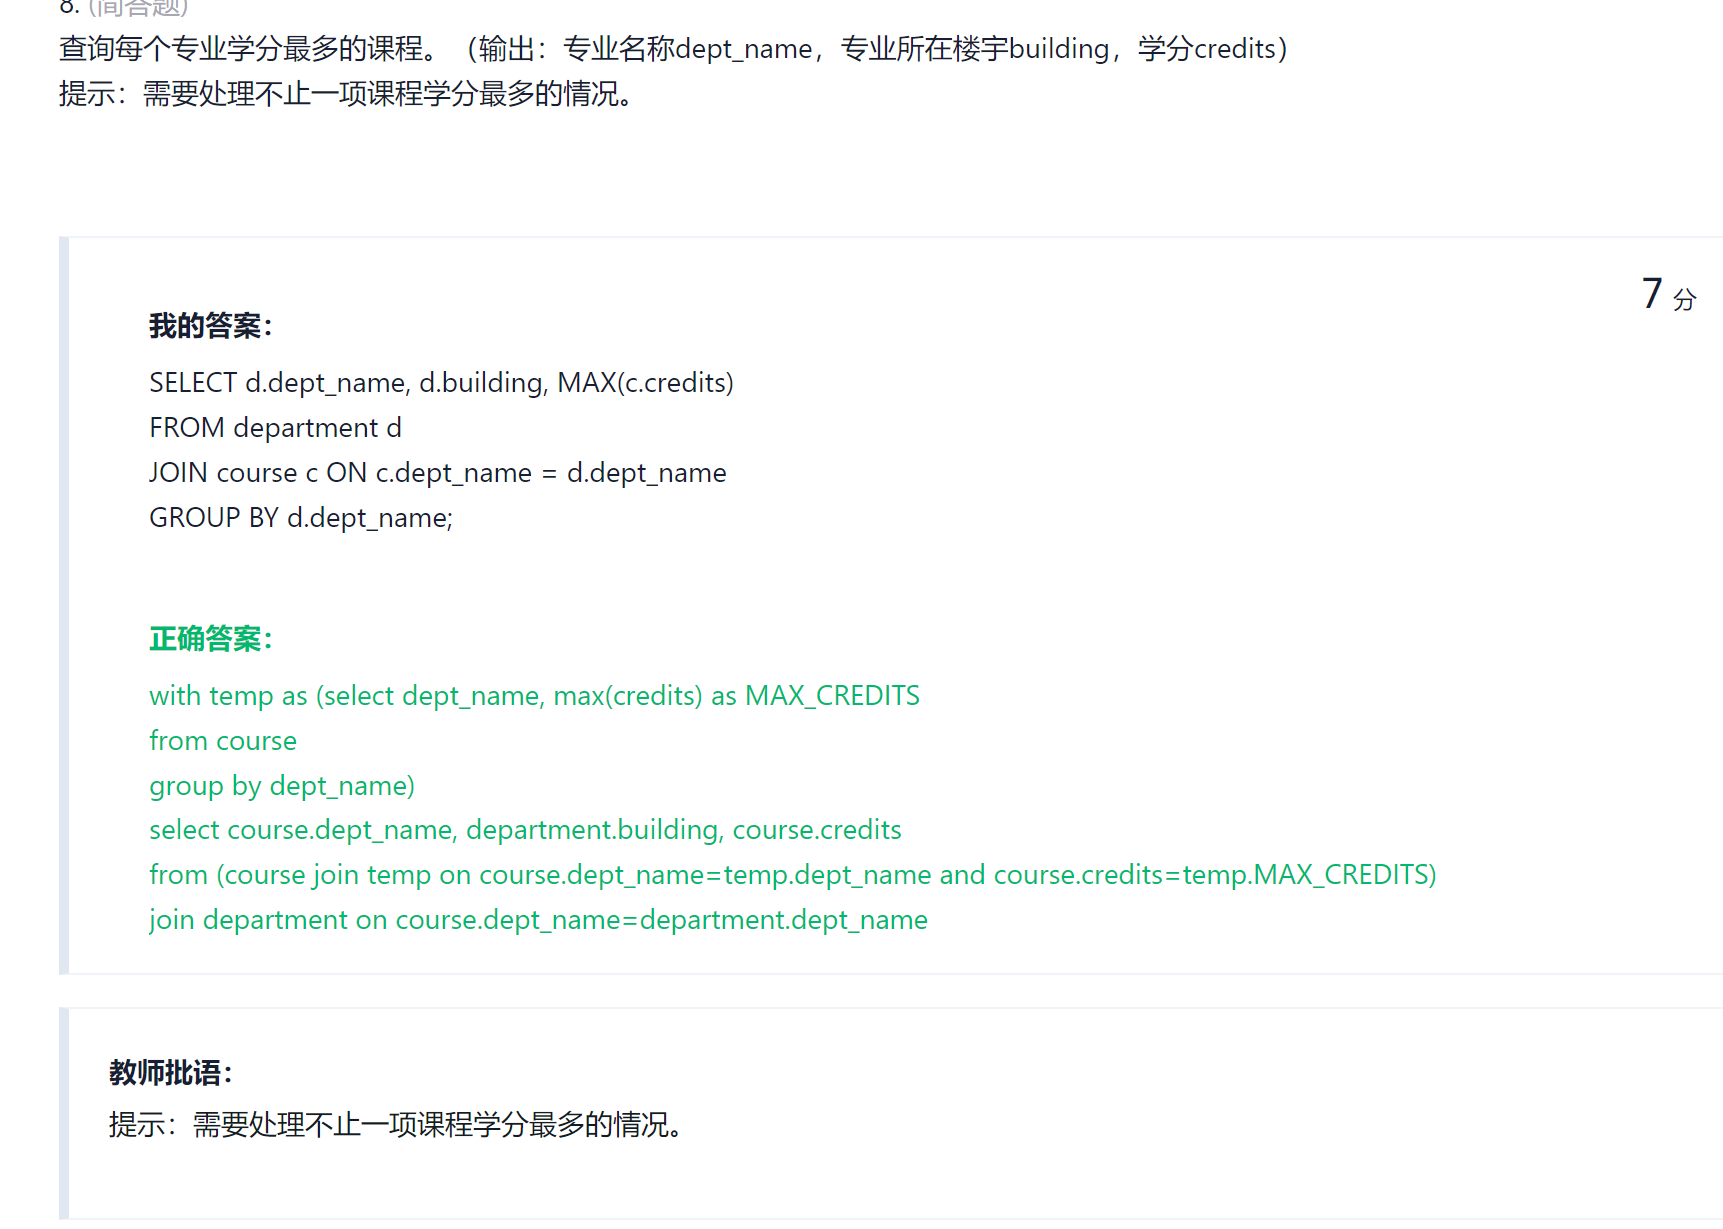 8. (简答题)
查询每个专业学分最多的课程。（输出：专业名称dept_name，专业所在楼宇building，学分credits）
提示：需要处理不止一项课程学分最多的情况。
7 分
我的答案：
SELECT d.dept_name, d.building, MAX(c.credits)
FROM department d
JOIN course c ON c.dept_name = d.dept_name
GROUP BY d.dept_name;
正确答案：
with temp as (select dept_name, max(credits) as MAX_CREDITS
from course
group by dept_name)
select course.dept_name, department.building, course.credits
from (course join temp on course.dept_name=temp.dept_name and course.credits=temp.MAX_CREDITS)
join department on course.dept_name=department.dept_name
教师批语：
提示：需要处理不止一项课程学分最多的情况。